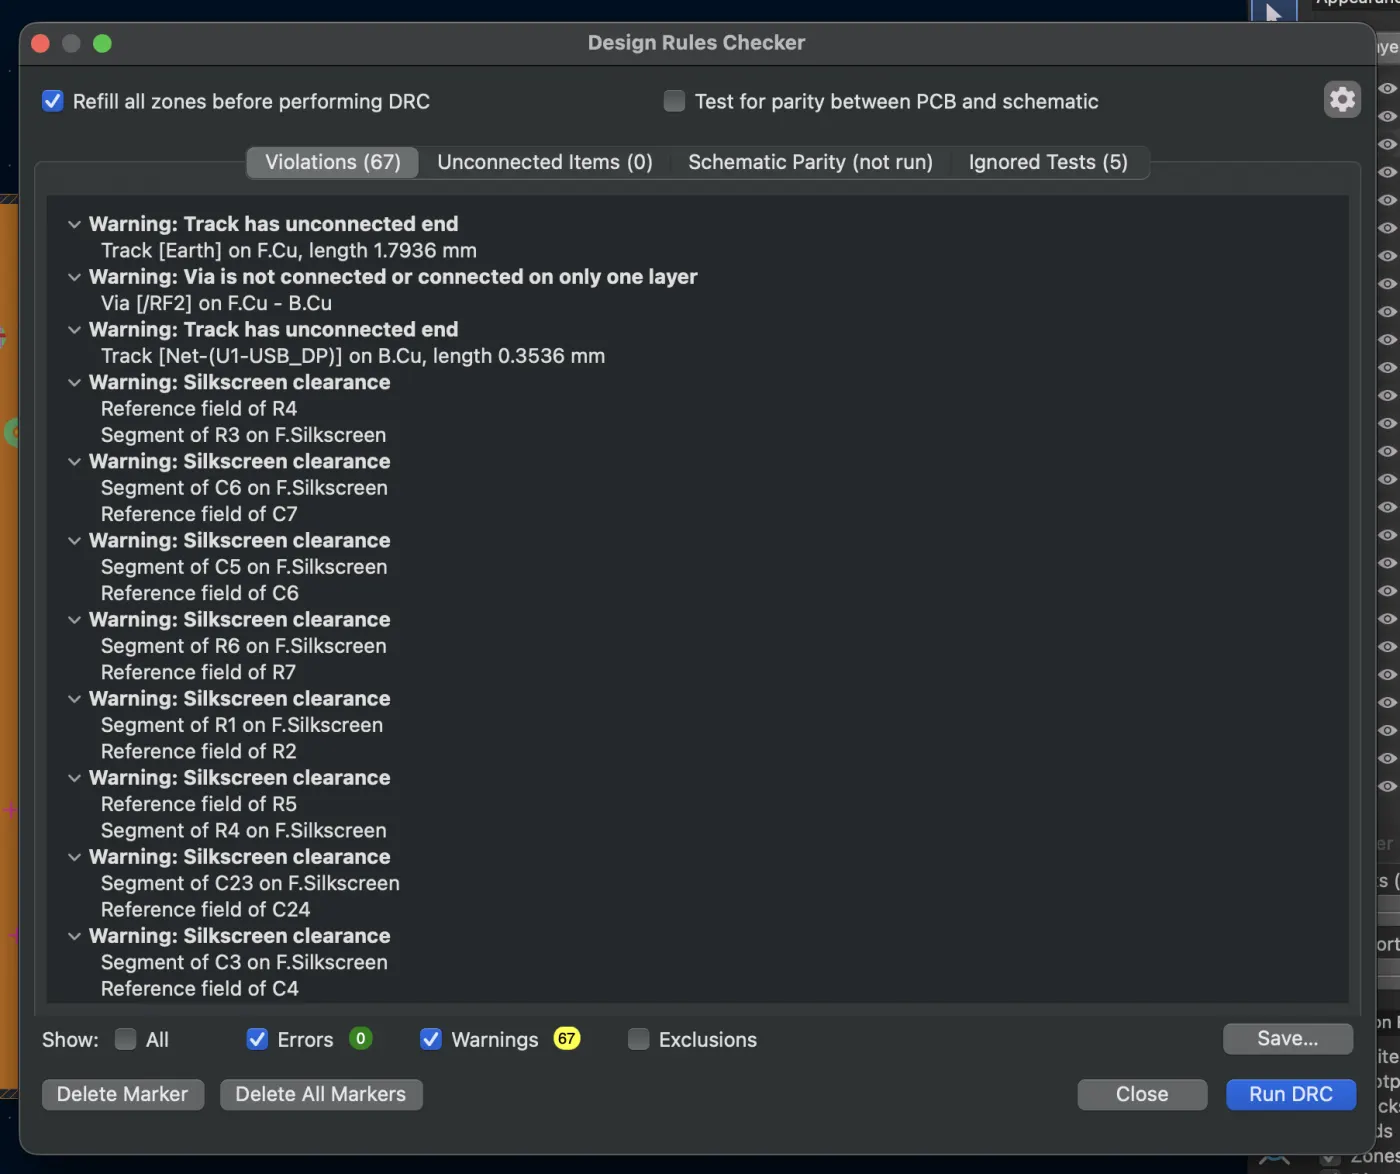 Design Rules Checker
Refill all zones before performing DRC
Test for parity between PCB and schematic
Violations (67)
Unconnected Items (0)
Schematic Parity (not run)
Ignored Tests (5)
Warning: Track has unconnected end
Track [Earth] on F.Cu, length 1.7936 mm
Warning: Via is not connected or connected on only one layer
Via [/RF2] on F.Cu - B.Cu
Warning: Track has unconnected end
Track [Net-(U1-USB_DP)] on B.Cu, length 0.3536 mm
Warning: Silkscreen clearance
Reference field of R4
Segment of R3 on F.Silkscreen
Warning: Silkscreen clearance
Segment of C6 on F.Silkscreen
Reference field of C7
Warning: Silkscreen clearance
Segment of C5 on F.Silkscreen
Reference field of C6
Warning: Silkscreen clearance
Segment of R6 on F.Silkscreen
Reference field of R7
Warning: Silkscreen clearance
Segment of R1 on F.Silkscreen
Reference field of R2
Warning: Silkscreen clearance
Reference field of R5
Segment of R4 on F.Silkscreen
Warning: Silkscreen clearance
Segment of C23 on F.Silkscreen
Reference field of C24
Warning: Silkscreen clearance
Segment of C3 on F.Silkscreen
Reference field of C4
Show:
All
Errors 0
Warnings 67
Exclusions
Save...
Delete Marker
Delete All Markers
Close
Run DRC
Zones